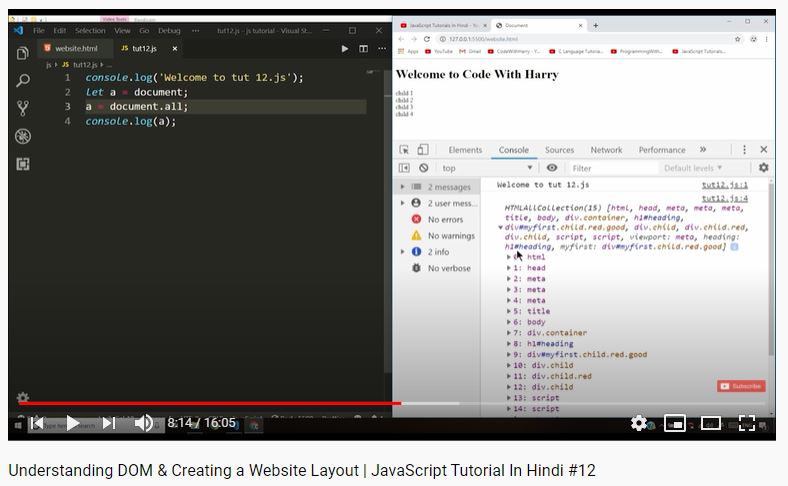 File Edit Selection View Go Debug ··· tut12.js - js tutorial - Visual St...
website.html JS tut12.js
js › JS tut12.js › ...
1 console.log('Welcome to tut 12.js');
2 let a = document;
3 a = document.all;
4 console.log(a);
JavaScript Tutorials In Hindi Document
127.0.0.1:5500/website.html
Apps YouTube Gmail CodeWithHarry - Y... C Language Tutoria... ProgrammingWith... JavaScript Tutorials...
Welcome to Code With Harry
child 1
child 2
child 3
child 4
Elements Console Sources Network Performance »
top Filter Default levels
2 messages
2 user mess...
No errors
No warnings
2 info
No verbose
Welcome to tut 12.js tut12.js:1
tut12.js:4
HTMLAllCollection(15) [html, head, meta, meta, meta,
title, body, div.container, h1#heading,
div#myfirst.child.red.good, div.child, div.child.red,
div.child, script, script, viewport: meta, heading:
h1#heading, myfirst: div#myfirst.child.red.good]
0: html
1: head
2: meta
3: meta
4: meta
5: title
6: body
7: div.container
8: h1#heading
9: div#myfirst.child.red.good
10: div.child
11: div.child.red
12: div.child
13: script
14: script
Subscribe
8:14 / 16:05
Understanding DOM & Creating a Website Layout | JavaScript Tutorial In Hindi #12